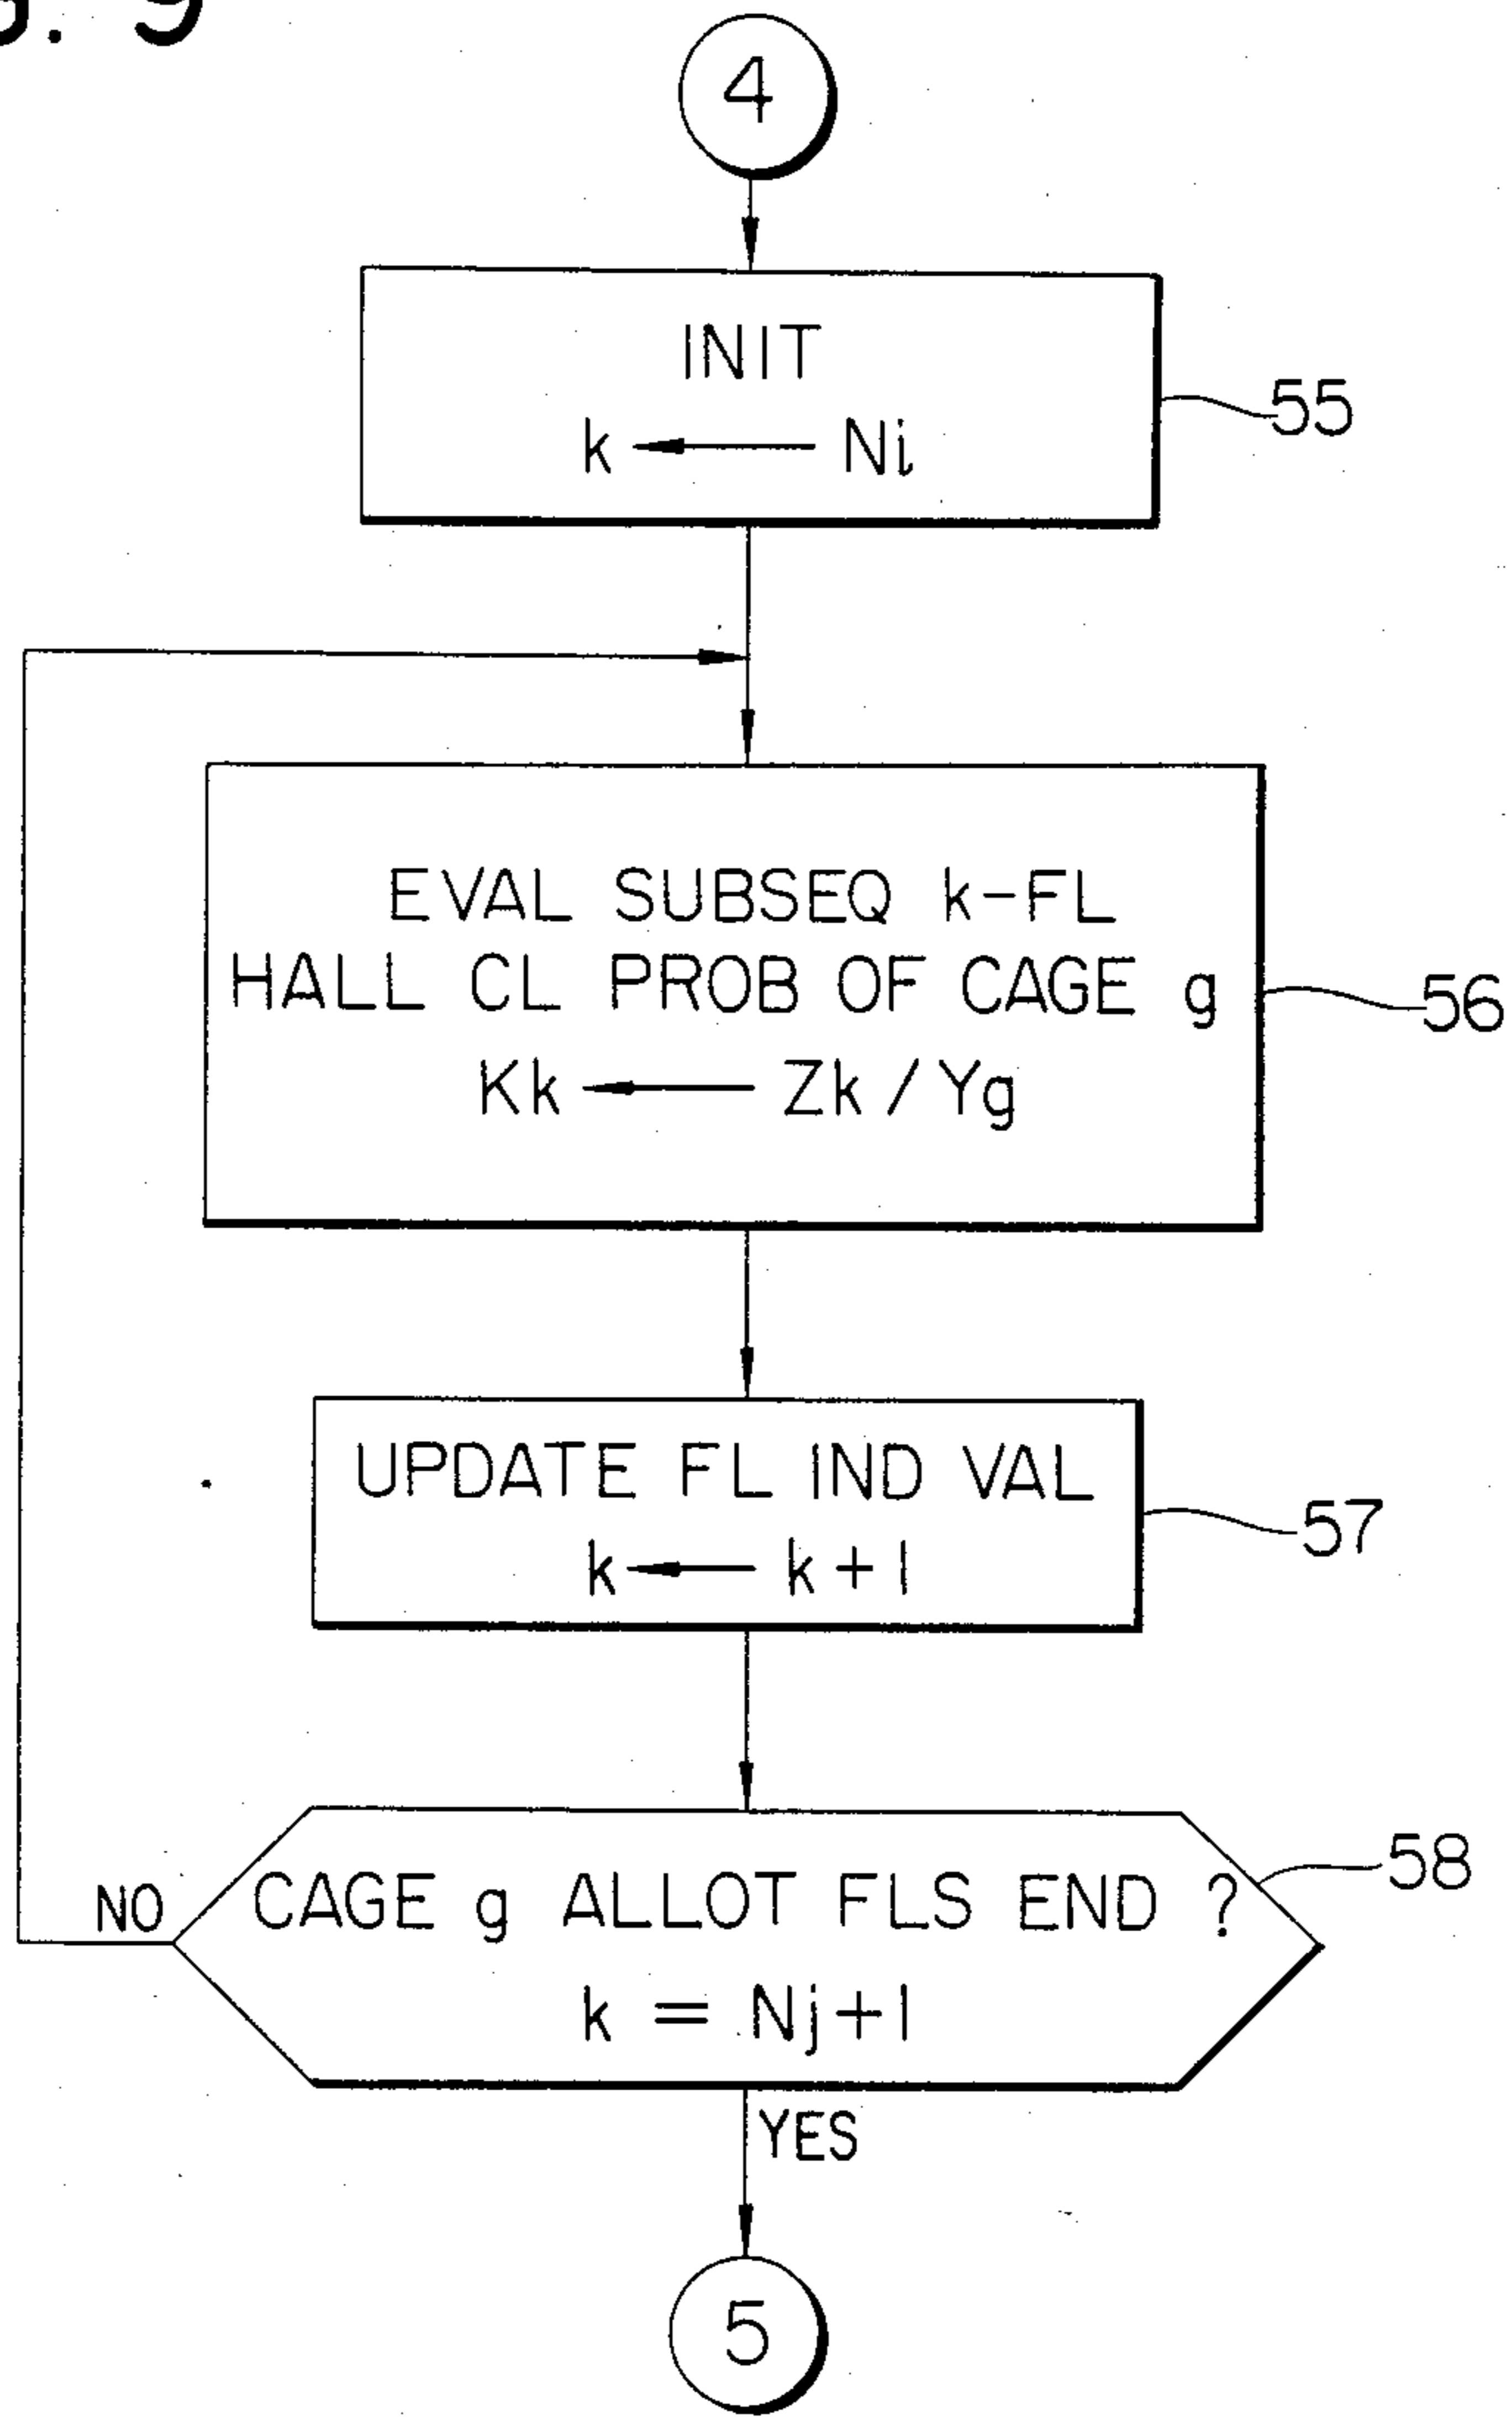 9
4
INIT
k ← Ni
55
EVAL SUBSEQ k-FL
HALL CL PROB OF CAGE g
Kk ← Zk / Yg
56
UPDATE FL IND VAL
k ← k+1
57
NO
CAGE g ALLOT FLS END ?
k = Nj+1
58
YES
5